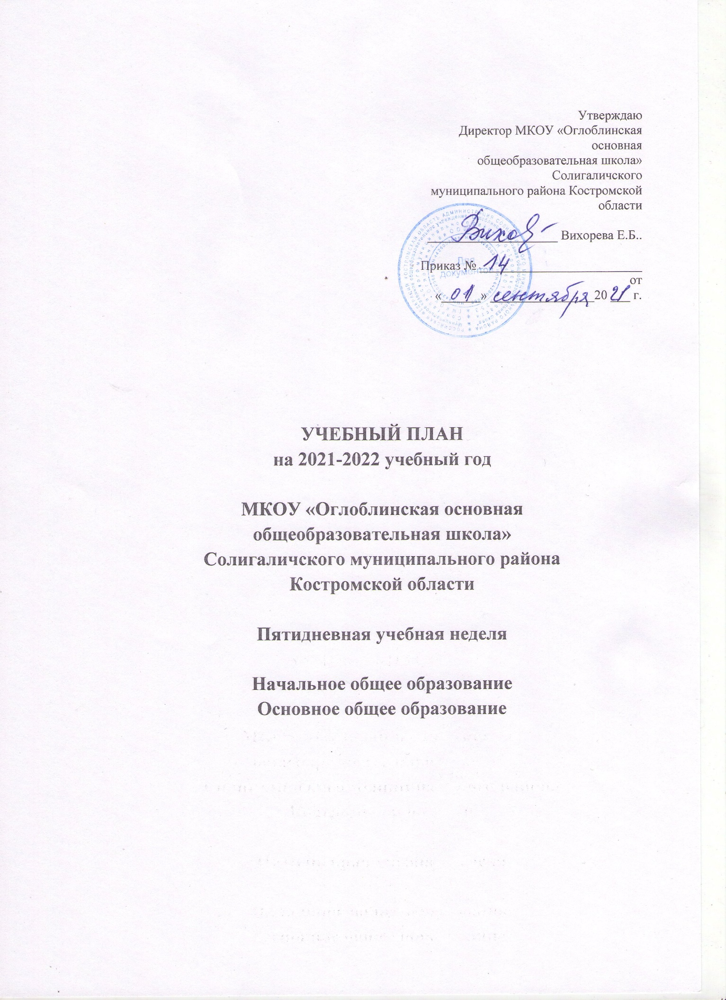 Утверждаю
Директор МКОУ «Оглоблинская
основная
общеобразовательная школа»
Солигаличского
муниципального района Костромской
области
Вихорева Е.Б..
Приказ № 14
от
«01» сентября 20 21 г.
Для
документов
УЧЕБНЫЙ ПЛАН
на 2021-2022 учебный год
МКОУ «Оглоблинская основная
общеобразовательная школа»
Солигаличского муниципального района
Костромской области
Пятидневная учебная неделя
Начальное общее образование
Основное общее образование